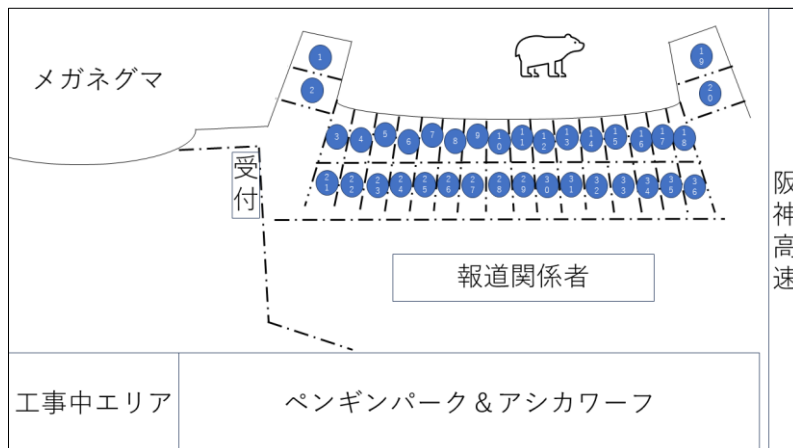 メガネグマ
受付
1
2
3 4 5 6 7 8 9 10 11 12 13 14 15 16 17 18
19
20
21 22 23 24 25 26 27 28 29 30 31 32 33 34 35 36
報道関係者
阪神高速
工事中エリア
ペンギンパーク＆アシカワーフ